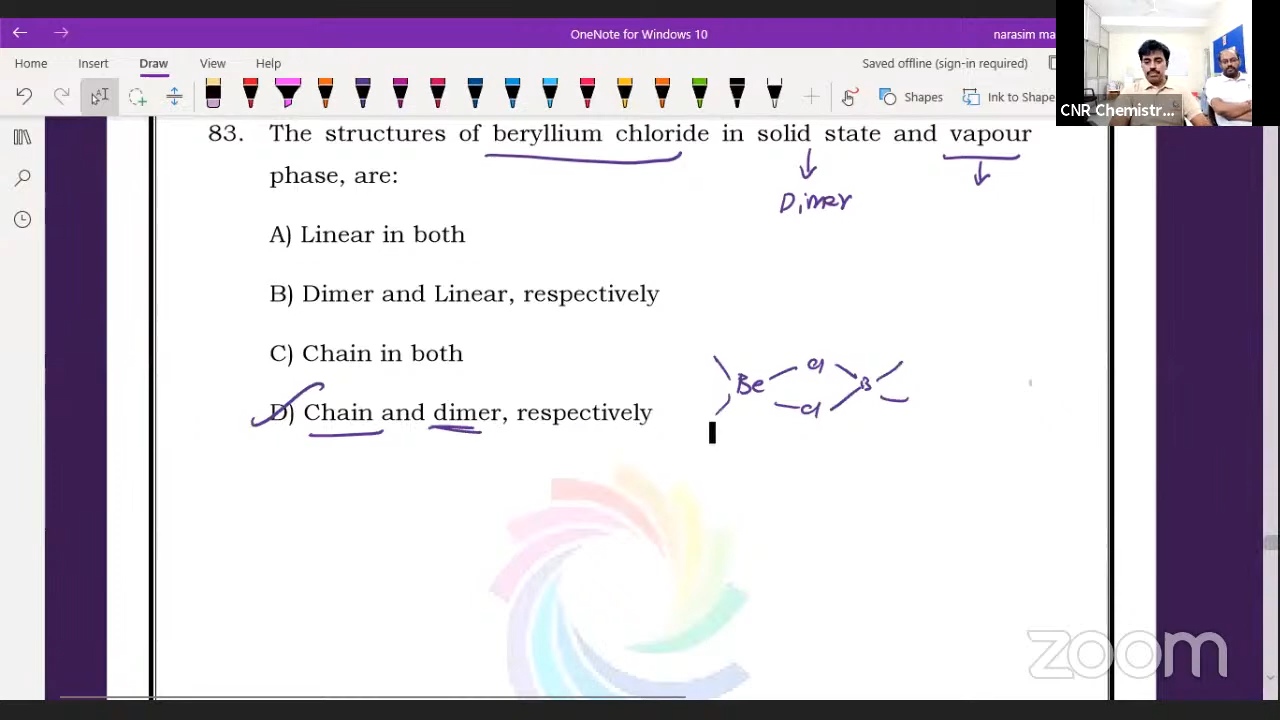 OneNote for Windows 10
narasim ma
Home Insert Draw View Help
Saved offline (sign-in required)
Shapes
Ink to Shape
CNR Chemistr...
83. The structures of beryllium chloride in solid state and vapour
phase, are:
Dimer
A) Linear in both
B) Dimer and Linear, respectively
C) Chain in both
D) Chain and dimer, respectively
Cl
Be B
Cl
zoom